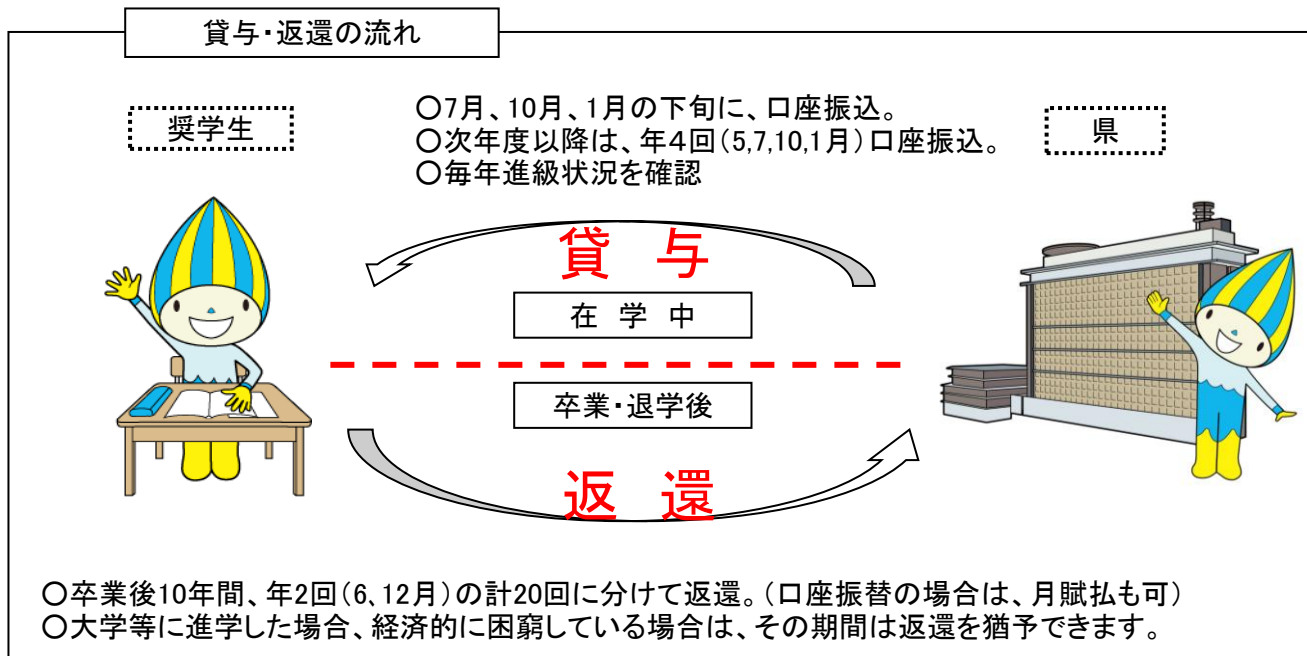 貸与・返還の流れ
奨学生
○7月、10月、1月の下旬に、口座振込。
○次年度以降は、年４回（5,7,10,1月）口座振込。
○毎年進級状況を確認
県
貸　与
在　学　中
卒業・退学後
返　還
○卒業後10年間、年2回（6、12月）の計20回に分けて返還。（口座振替の場合は、月賦払も可）
○大学等に進学した場合、経済的に困窮している場合は、その期間は返還を猶予できます。